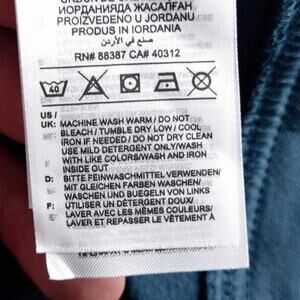 ИОРДАНИЯДА ЖАСАЛҒАН
PROIZVEDENO U JORDANU
PRODUS IN IORDANIA
صنع في الأردن
RN# 88387 CA# 40312
40
US /
UK: MACHINE WASH WARM / DO NOT
BLEACH / TUMBLE DRY LOW / COOL
IRON IF NEEDED / DO NOT DRY CLEAN
USE MILD DETERGENT ONLY/WASH
WITH LIKE COLORS/WASH AND IRON
INSIDE OUT
D: BITTE FEINWASCHMITTEL VERWENDEN/
MIT GLEICHEN FARBEN WASCHEN/
WASCHEN UND BUEGELN VON LINKS
F: UTILISER UN DETERGENT DOUX/
LAVER AVEC LES MÊMES COULEURS/
LAVER ET REPASSER LE VÊTEMENT À